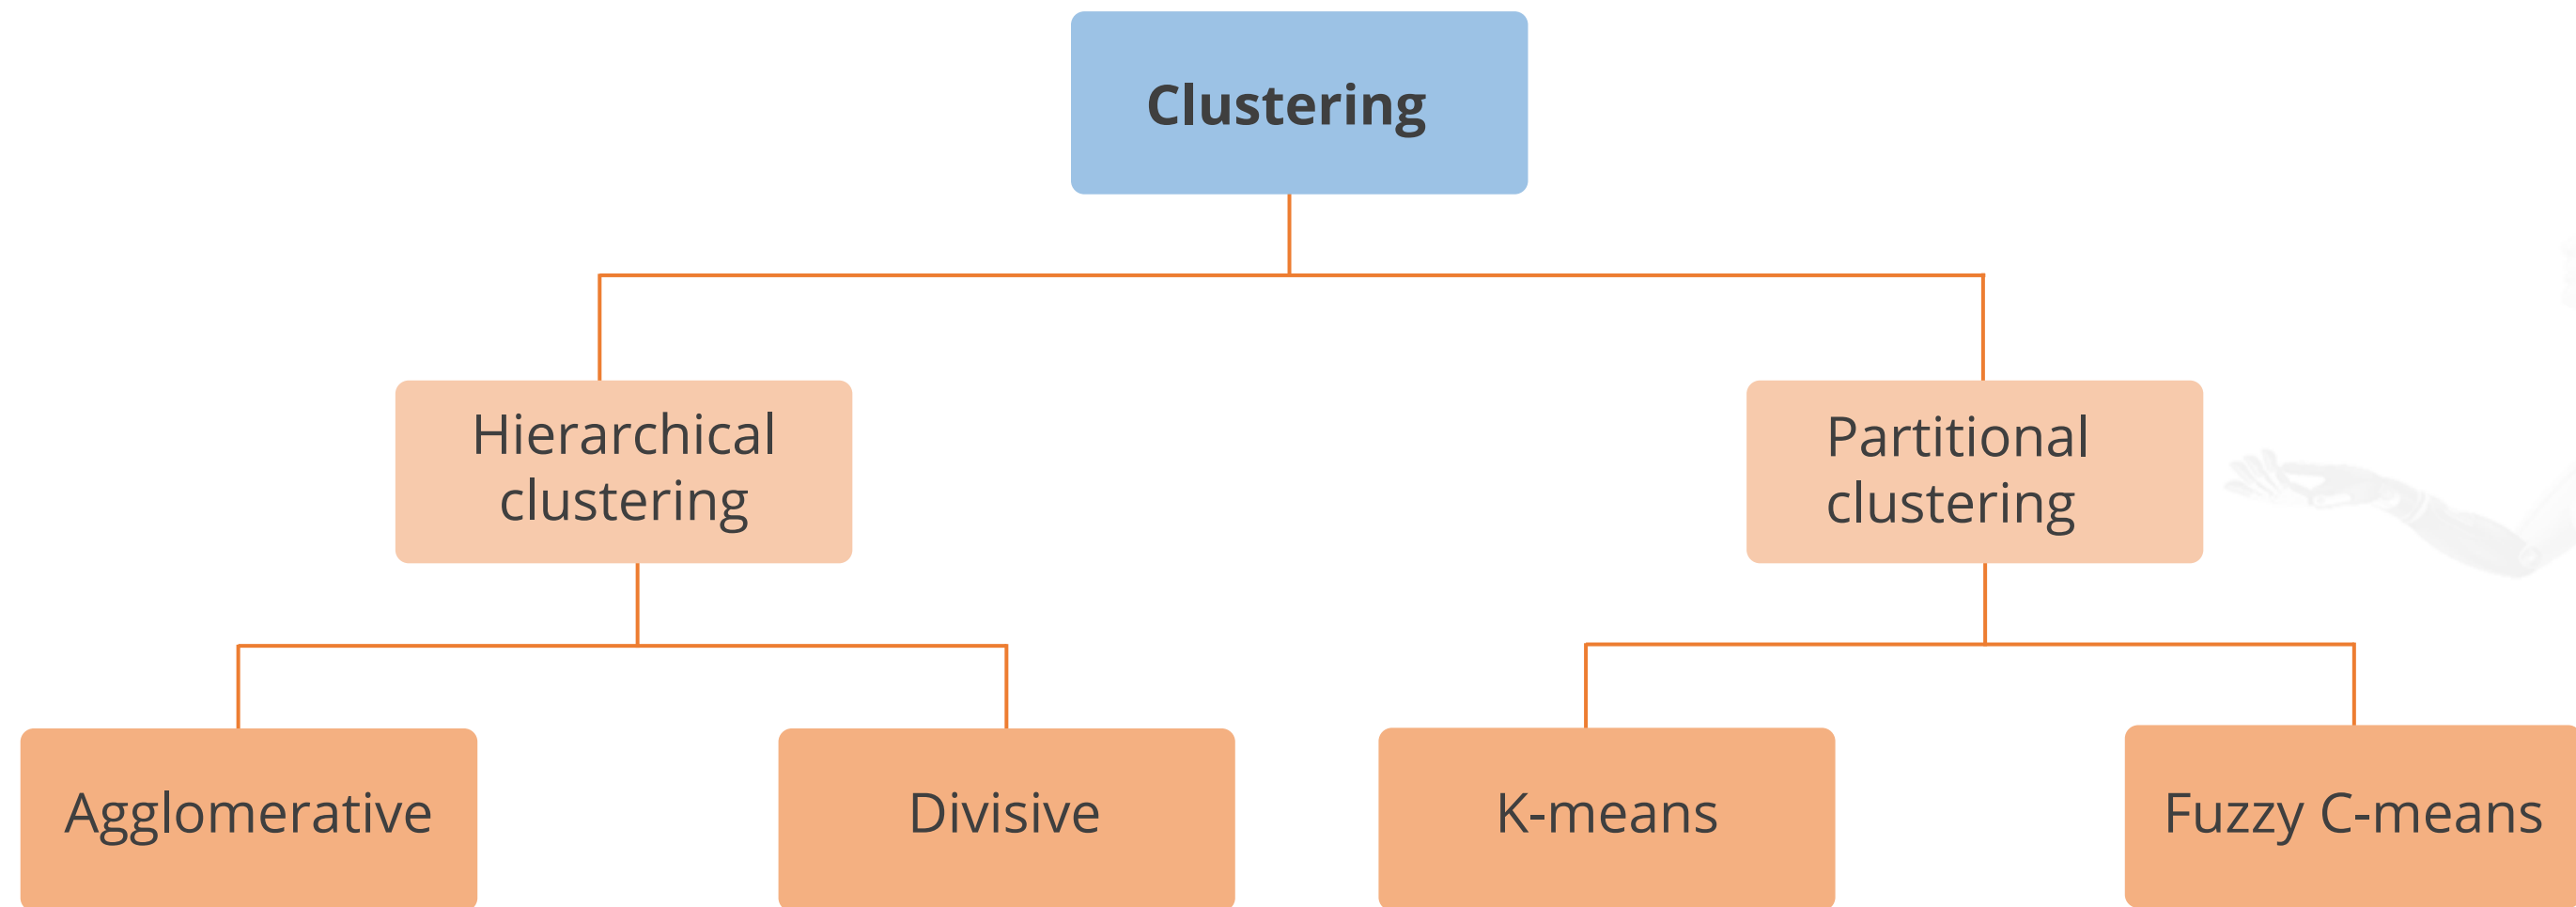 Clustering
Hierarchical
clustering
Partitional
clustering
Agglomerative
Divisive
K-means
Fuzzy C-means